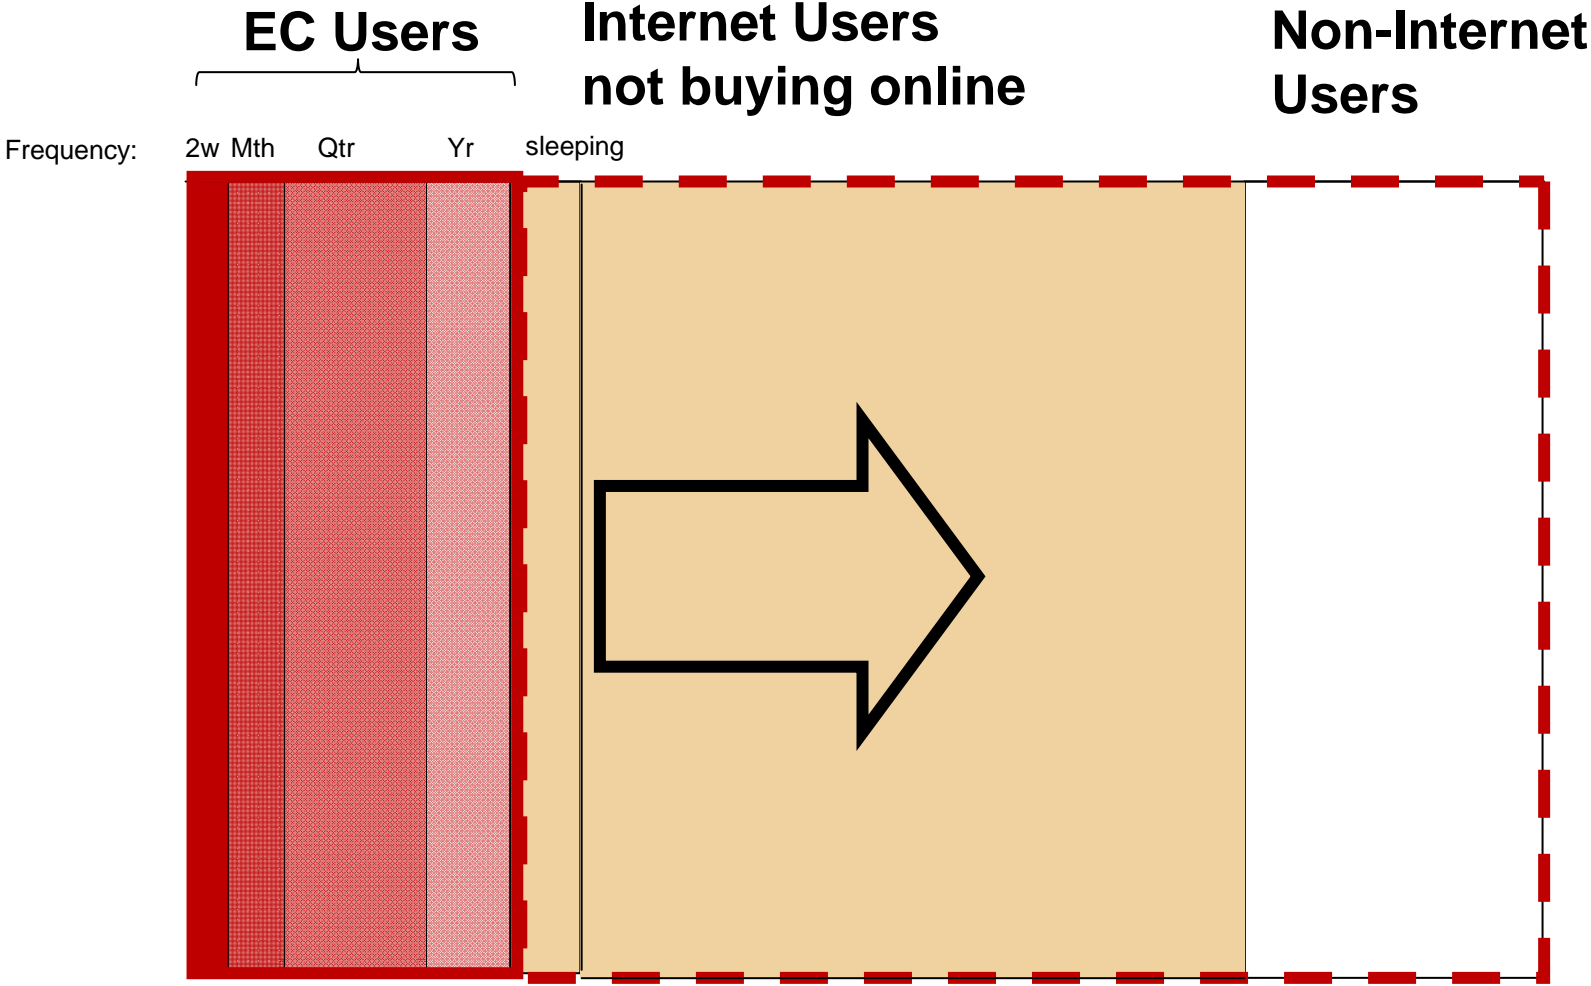 EC Users
Internet Users
not buying online
Non-Internet
Users
Frequency: 2w Mth Qtr Yr sleeping